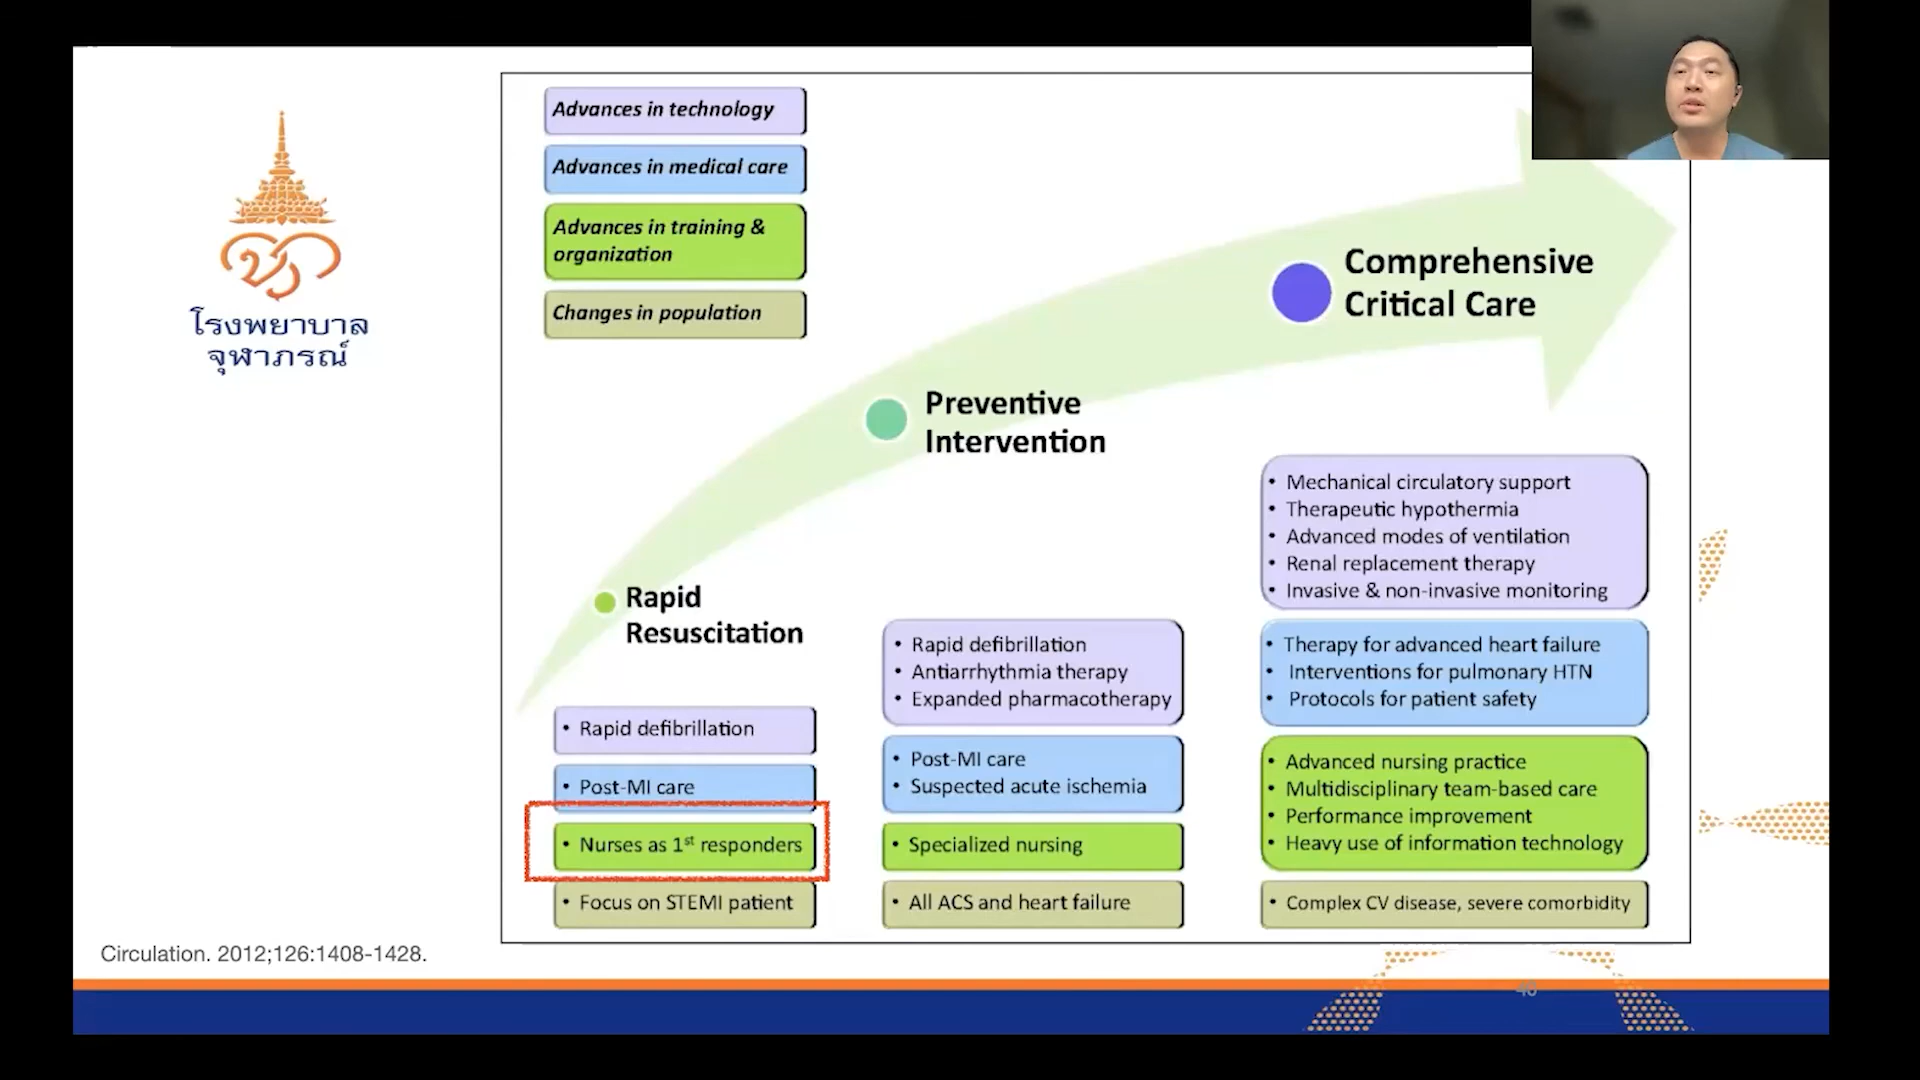 โรงพยาบาล
จุฬาภรณ์
Advances in technology
Advances in medical care
Advances in training &
organization
Changes in population
Comprehensive
Critical Care
Preventive
Intervention
Rapid
Resuscitation
• Rapid defibrillation
• Post-MI care
• Nurses as 1st responders
• Focus on STEMI patient
• Rapid defibrillation
• Antiarrhythmia therapy
• Expanded pharmacotherapy
• Post-MI care
• Suspected acute ischemia
• Specialized nursing
• All ACS and heart failure
• Mechanical circulatory support
• Therapeutic hypothermia
• Advanced modes of ventilation
• Renal replacement therapy
• Invasive & non-invasive monitoring
• Therapy for advanced heart failure
• Interventions for pulmonary HTN
• Protocols for patient safety
• Advanced nursing practice
• Multidisciplinary team-based care
• Performance improvement
• Heavy use of information technology
• Complex CV disease, severe comorbidity
Circulation. 2012;126:1408-1428.